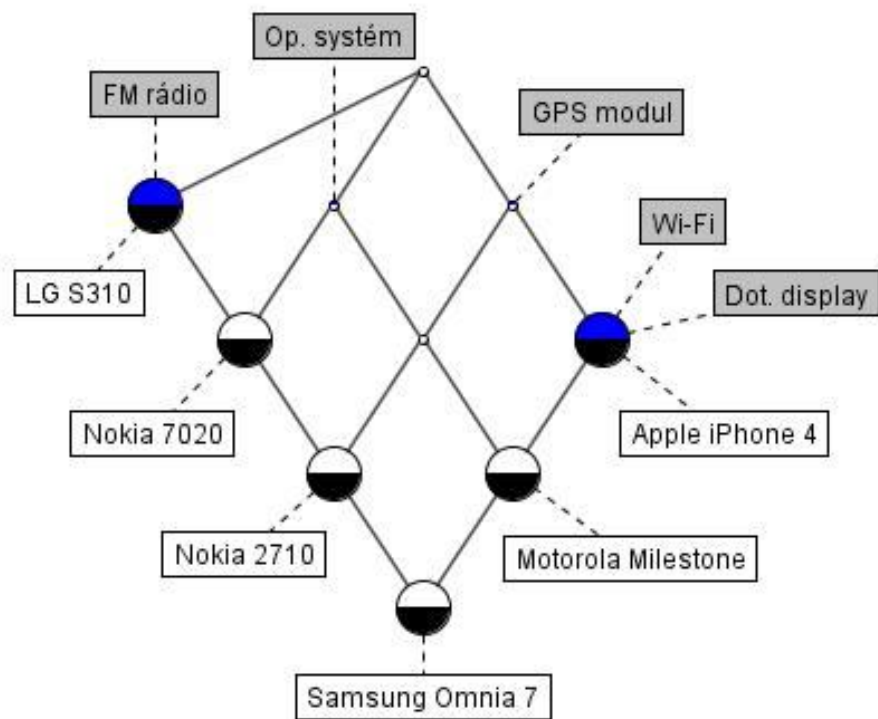 Op. systém
FM rádio
GPS modul
Wi-Fi
LG S310
Dot. display
Nokia 7020
Apple iPhone 4
Nokia 2710
Motorola Milestone
Samsung Omnia 7